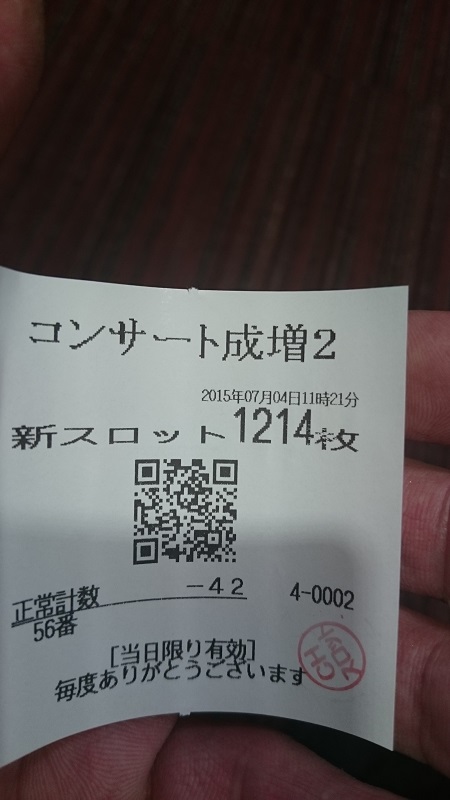 コンサート成増2
2015年07月04日11時21分
新スロット1214枚
正常計数 -42 4-0002
56番
[当日限り有効]
毎度ありがとうございます